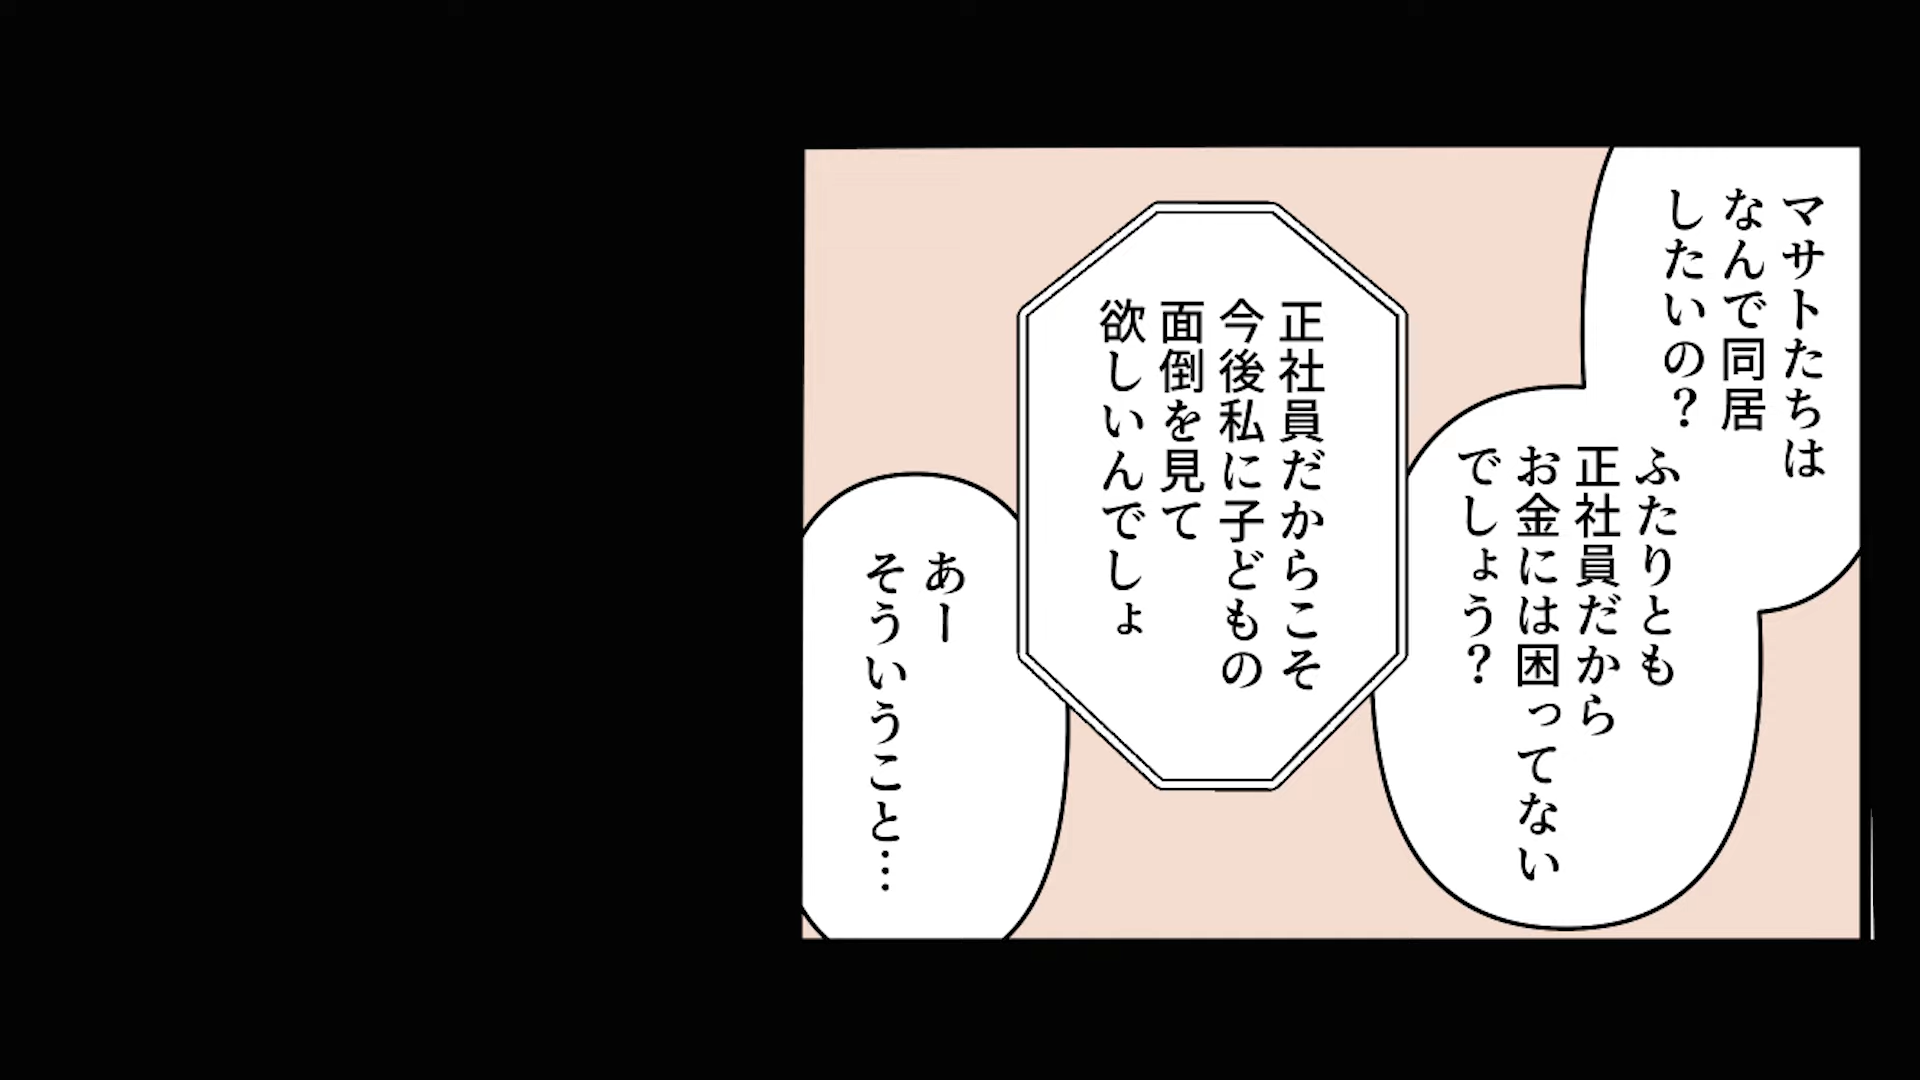 マサトたちは
なんで同居
したいの？
ふたりとも
正社員だから
お金には困ってない
でしょう？
正社員だからこそ
今後私に子どもの
面倒を見て
欲しいんでしょ
あー
そういうこと…